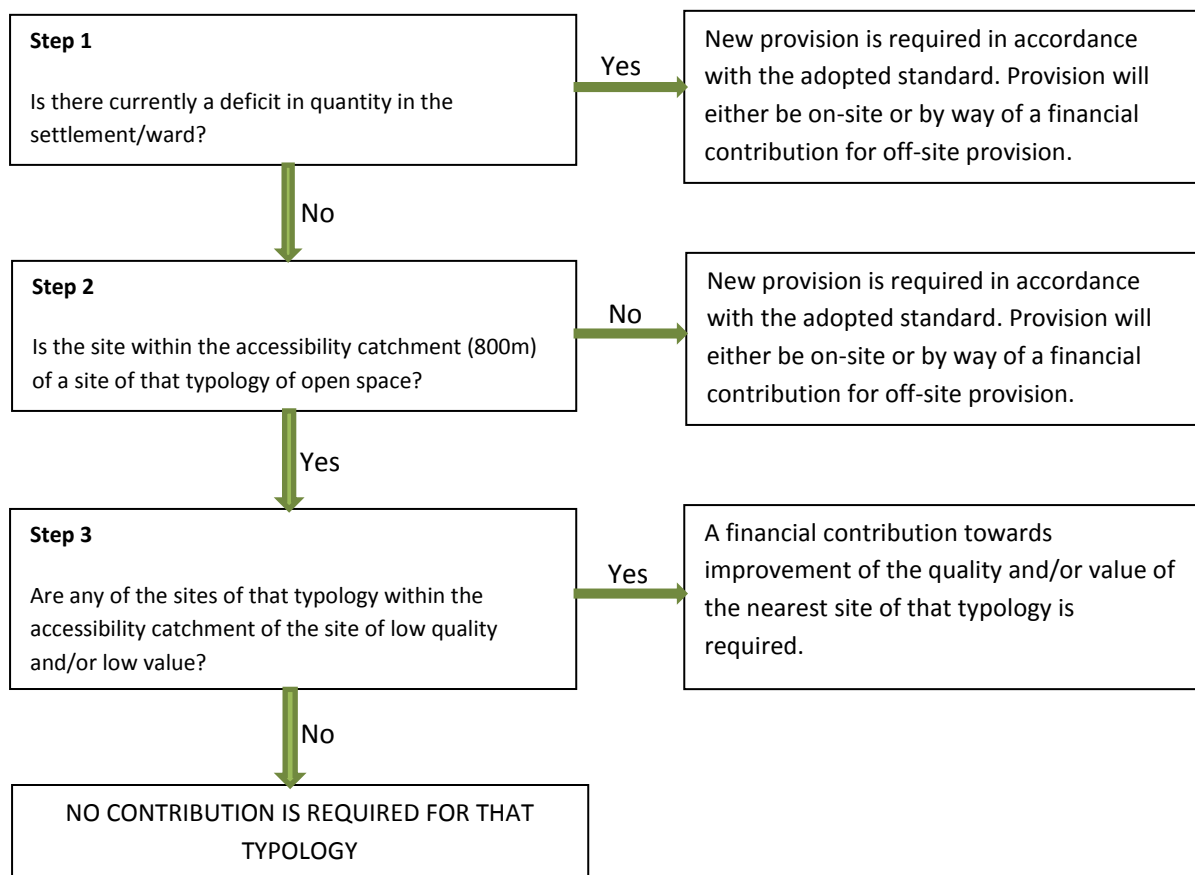 Step 1
Is there currently a deficit in quantity in the
settlement/ward?
Yes
New provision is required in accordance
with the adopted standard. Provision will
either be on-site or by way of a financial
contribution for off-site provision.
No
Step 2
Is the site within the accessibility catchment (800m)
of a site of that typology of open space?
No
New provision is required in accordance
with the adopted standard. Provision will
either be on-site or by way of a financial
contribution for off-site provision.
Yes
Step 3
Are any of the sites of that typology within the
accessibility catchment of the site of low quality
and/or low value?
Yes
A financial contribution towards
improvement of the quality and/or value of
the nearest site of that typology is
required.
No
NO CONTRIBUTION IS REQUIRED FOR THAT
TYPOLOGY